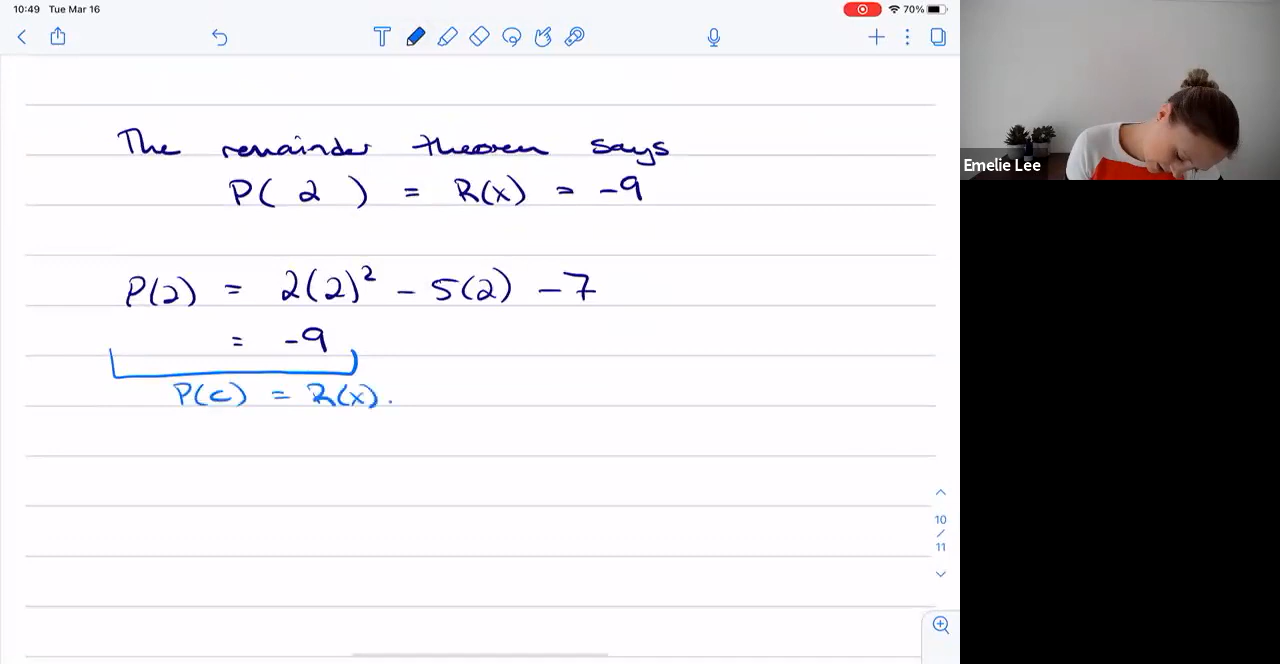 10:49 Tue Mar 16
70%
The remainder theorem says
P( 2 ) = R(x) = -9
P(2) = 2(2)² - 5(2) - 7
= -9
P(c) = R(x).
Emelie Lee
10
/
11